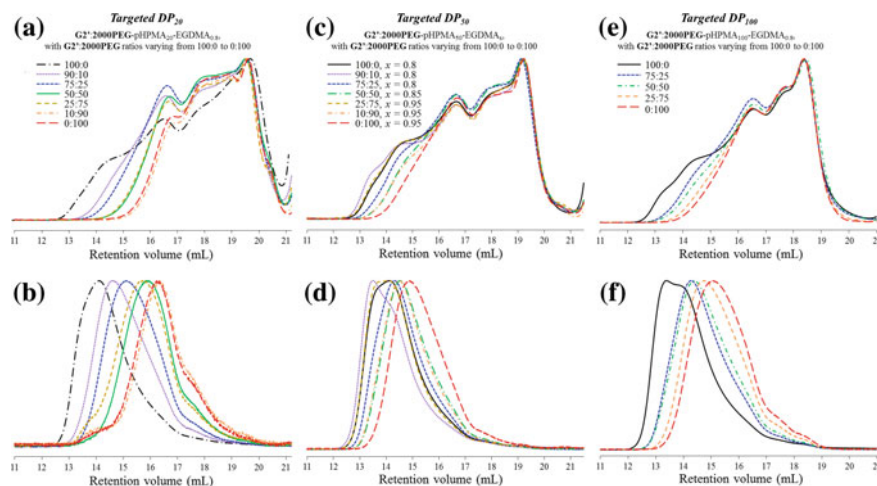 (a)
Targeted DP20
G2':2000PEG-pHPMA20-EGDMA0.8,
with G2':2000PEG ratios varying from 100:0 to 0:100
100:0
90:10
75:25
50:50
25:75
10:90
0:100
11 12 13 14 15 16 17 18 19 20 21
Retention volume (mL)
(c)
Targeted DP50
G2':2000PEG-pHPMA50-EGDMAx,
with G2':2000PEG ratios varying from 100:0 to 0:100
100:0, x = 0.8
90:10, x = 0.8
75:25, x = 0.8
50:50, x = 0.85
25:75, x = 0.95
10:90, x = 0.95
0:100, x = 0.95
11 12 13 14 15 16 17 18 19 20 21
Retention volume (mL)
(e)
Targeted DP100
G2':2000PEG-pHPMA100-EGDMA0.8,
with G2':2000PEG ratios varying from 100:0 to 0:100
100:0
75:25
50:50
25:75
0:100
11 12 13 14 15 16 17 18 19 20 21
Retention volume (mL)
(b)
11 12 13 14 15 16 17 18 19 20 21
Retention volume (mL)
(d)
11 12 13 14 15 16 17 18 19 20 21
Retention volume (mL)
(f)
11 12 13 14 15 16 17 18 19 20 21
Retention volume (mL)